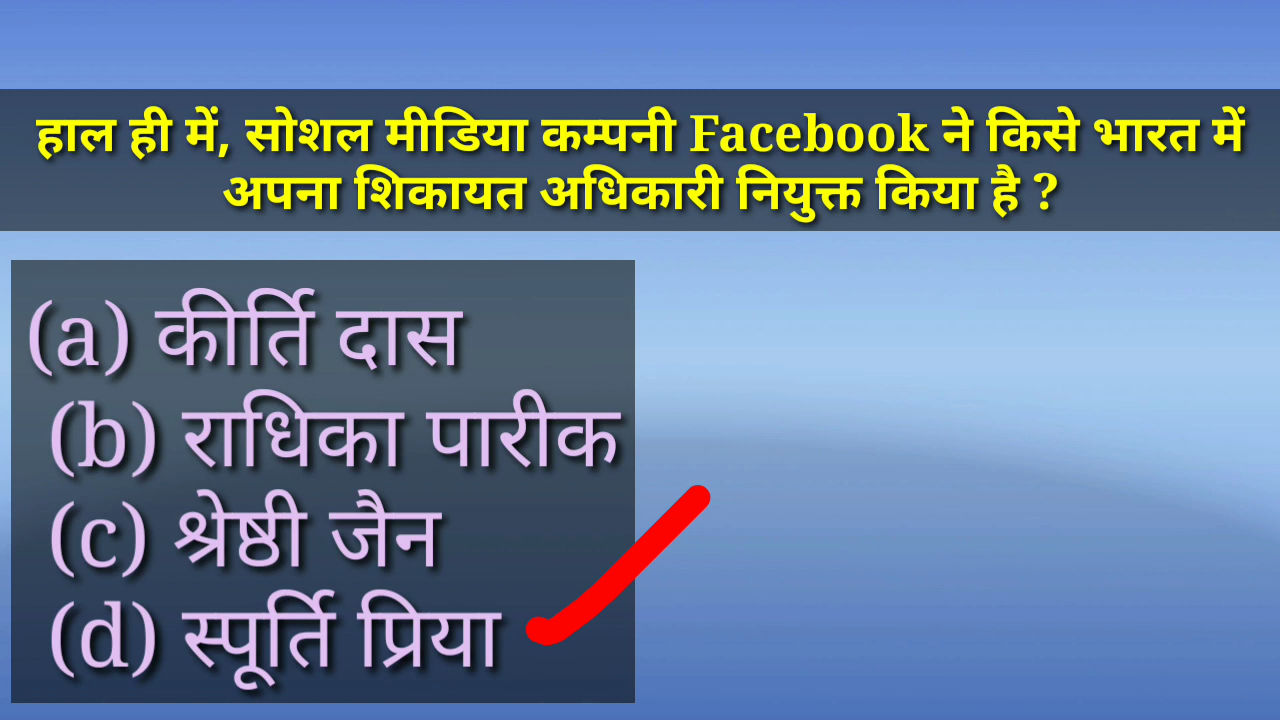 हाल ही में, सोशल मीडिया कम्पनी Facebook ने किसे भारत में
अपना शिकायत अधिकारी नियुक्त किया है ?
(a) कीर्ति दास
(b) राधिका पारीक
(c) श्रेष्ठी जैन
(d) स्पूर्ति प्रिया